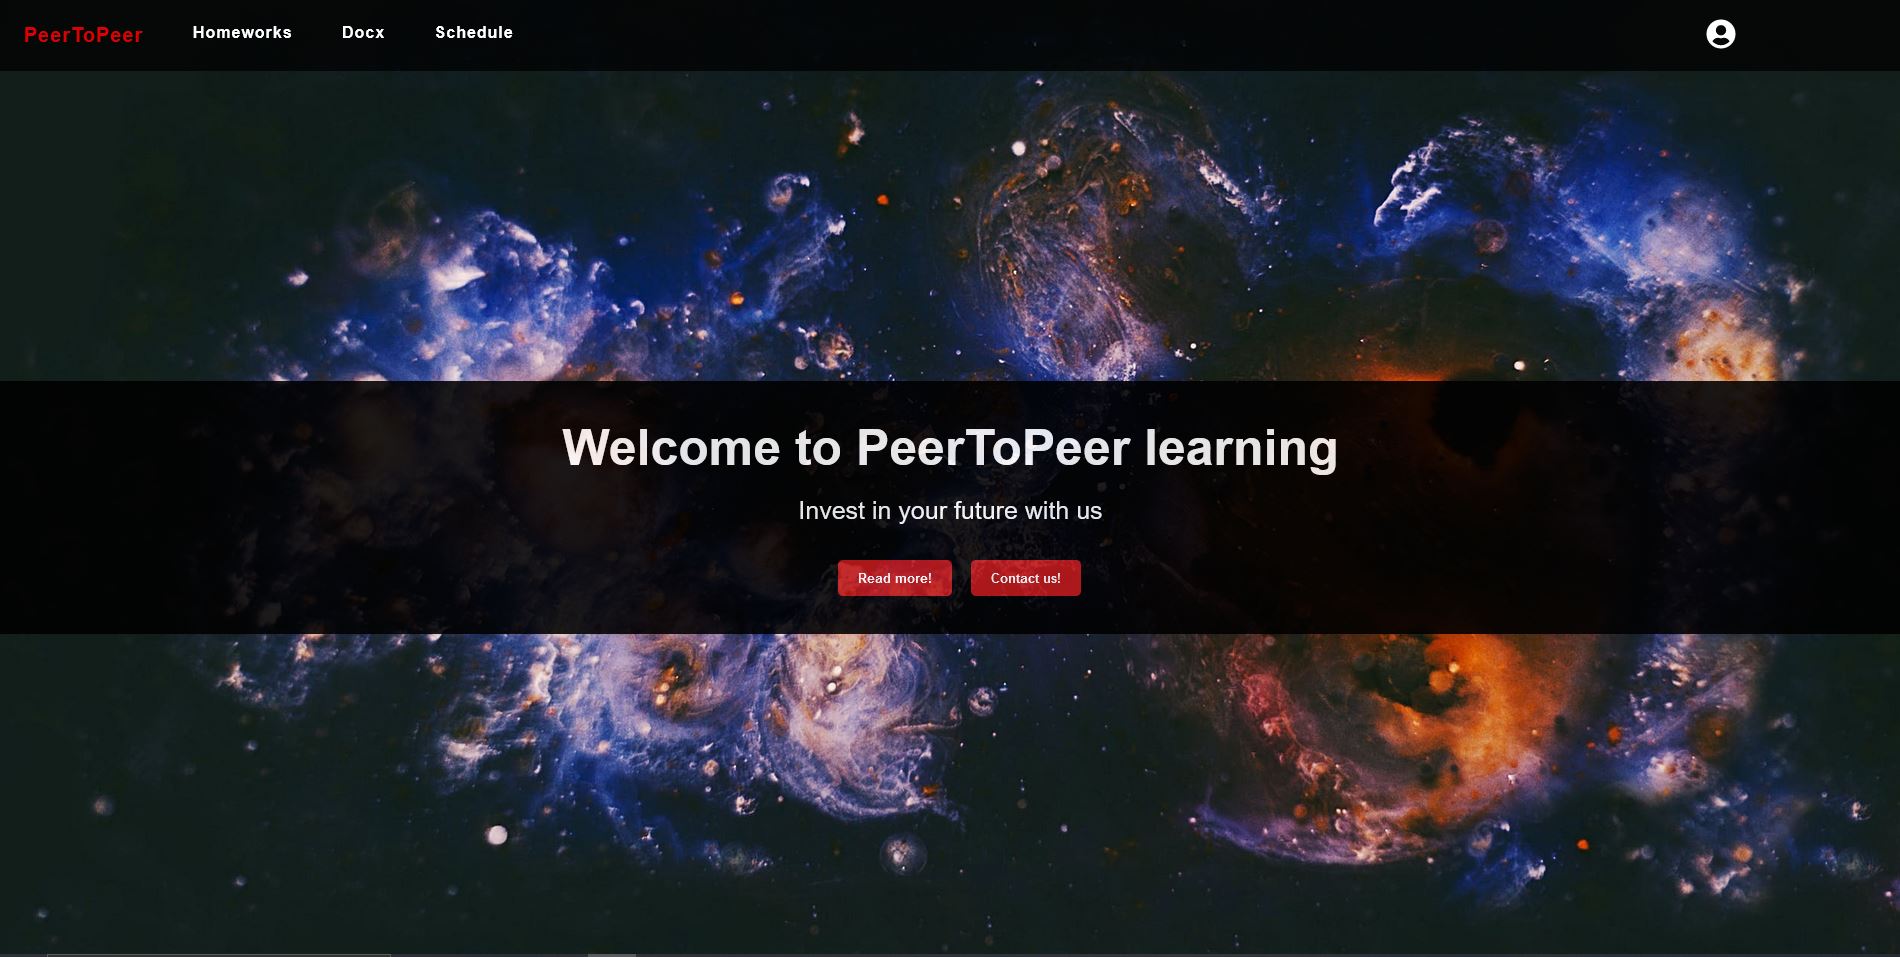 PeerToPeer Homeworks Docx Schedule
Welcome to PeerToPeer learning
Invest in your future with us
Read more! Contact us!